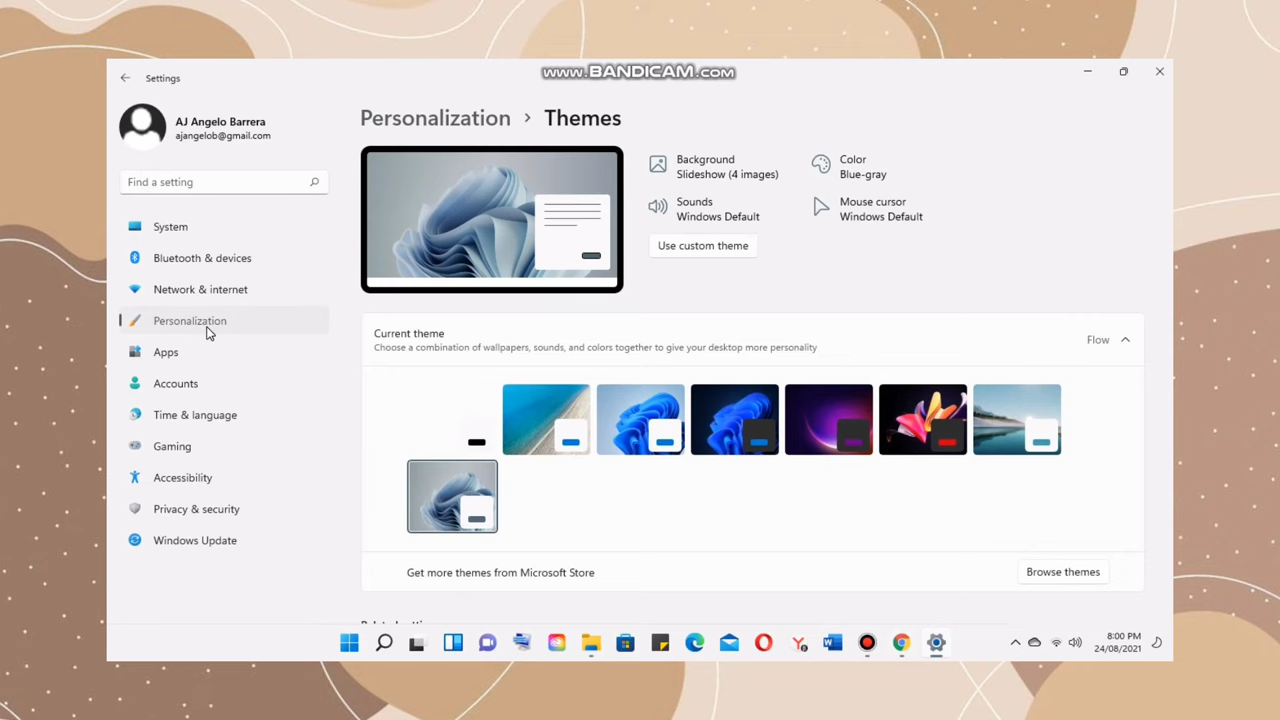 www.BANDICAM.com
Settings
AJ Angelo Barrera
ajangelob@gmail.com
Find a setting
System
Bluetooth & devices
Network & internet
Personalization
Apps
Accounts
Time & language
Gaming
Accessibility
Privacy & security
Windows Update
Personalization > Themes
Background
Slideshow (4 images)
Color
Blue-gray
Sounds
Windows Default
Mouse cursor
Windows Default
Use custom theme
Current theme
Choose a combination of wallpapers, sounds, and colors together to give your desktop more personality
Flow
Get more themes from Microsoft Store
Browse themes
8:00 PM
24/08/2021